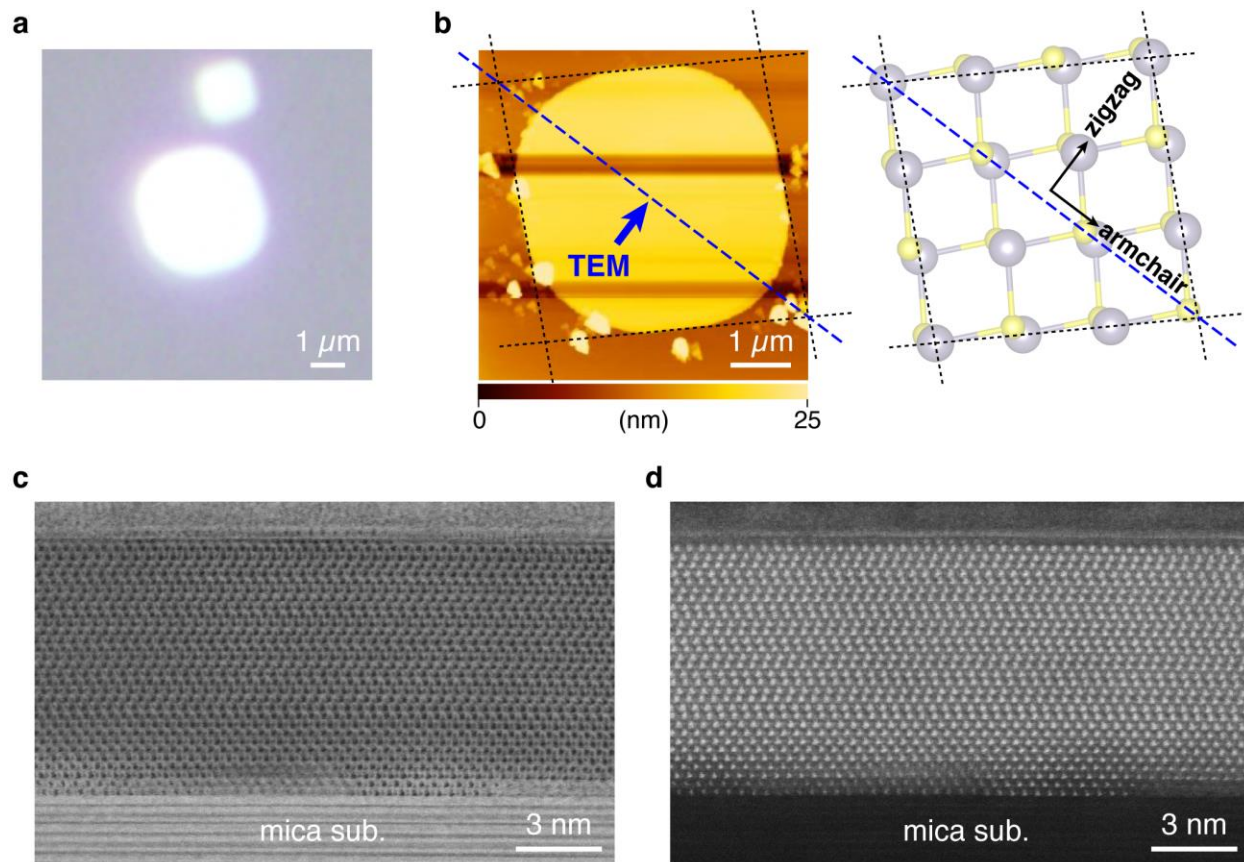 a
1 μm
b
TEM
1 μm
0
(nm)
25
zigzag
armchair
c
mica sub.
3 nm
d
mica sub.
3 nm